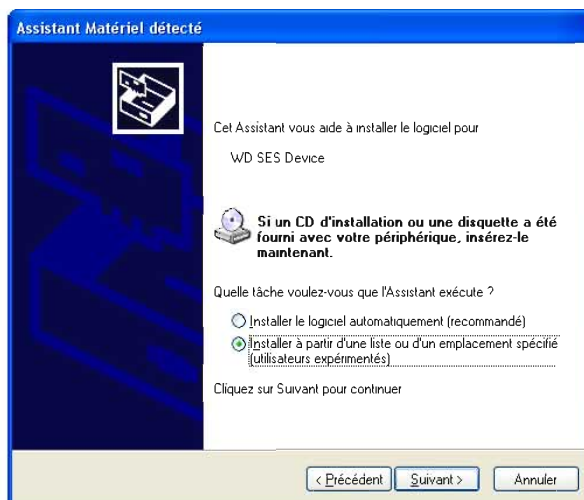 Assistant Matériel détecté
Cet Assistant vous aide à installer le logiciel pour
WD SES Device
Si un CD d'installation ou une disquette a été
fourni avec votre périphérique, insérez-le
maintenant.
Quelle tâche voulez-vous que l'Assistant exécute ?
Installer le logiciel automatiquement (recommandé)
Installer à partir d'une liste ou d'un emplacement spécifié
(utilisateurs expérimentés)
Cliquez sur Suivant pour continuer
< Précédent
Suivant >
Annuler